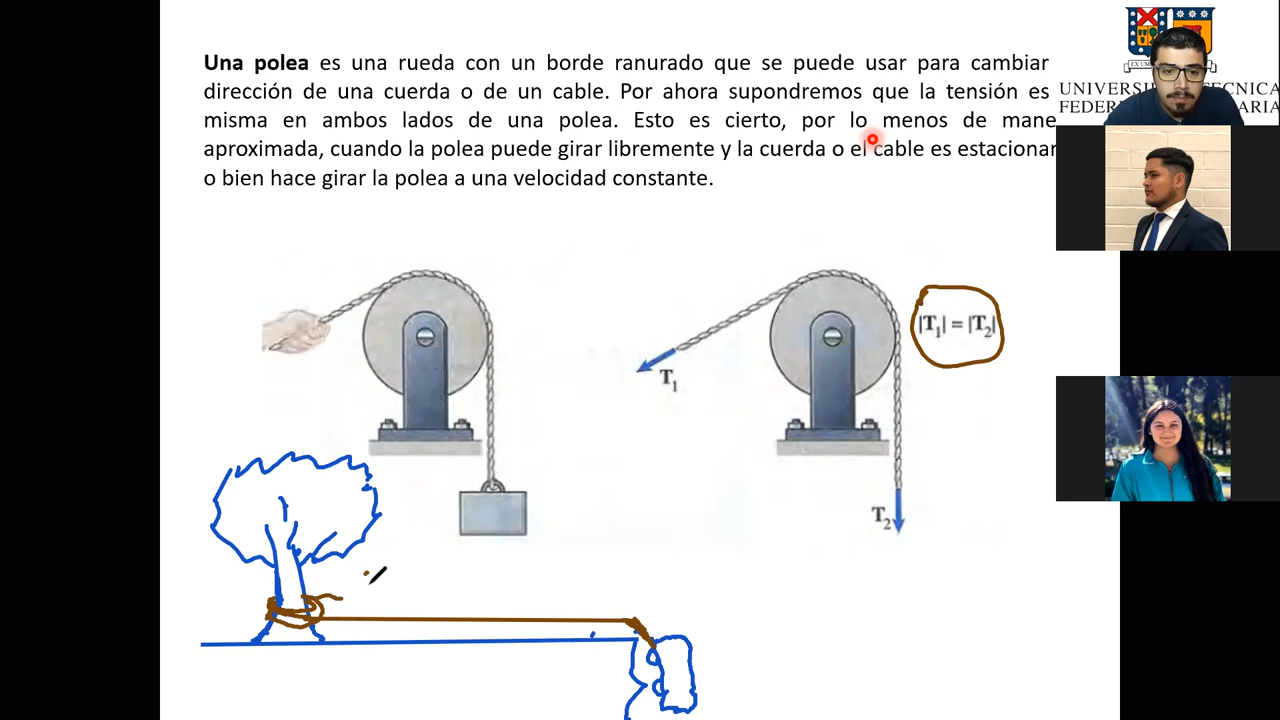 Una polea es una rueda con un borde ranurado que se puede usar para cambiar
dirección de una cuerda o de un cable. Por ahora supondremos que la tensión es
misma en ambos lados de una polea. Esto es cierto, por lo menos de mane
aproximada, cuando la polea puede girar libremente y la cuerda o el cable es estacionar
o bien hace girar la polea a una velocidad constante.
UNIVERSI TÉCNICA
FEDER ARIA
|T₁| = |T₂|
T₁
T₂